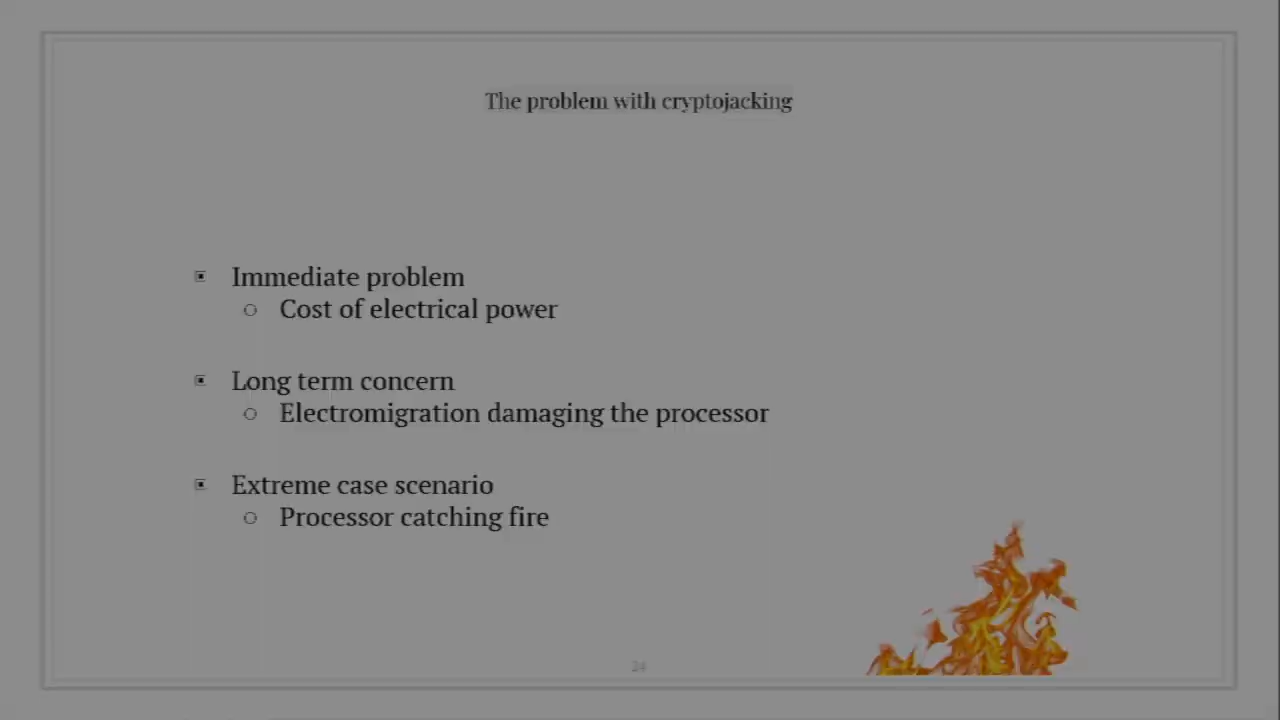 The problem with cryptojacking
▣ Immediate problem
○ Cost of electrical power
▣ Long term concern
○ Electromigration damaging the processor
▣ Extreme case scenario
○ Processor catching fire
24